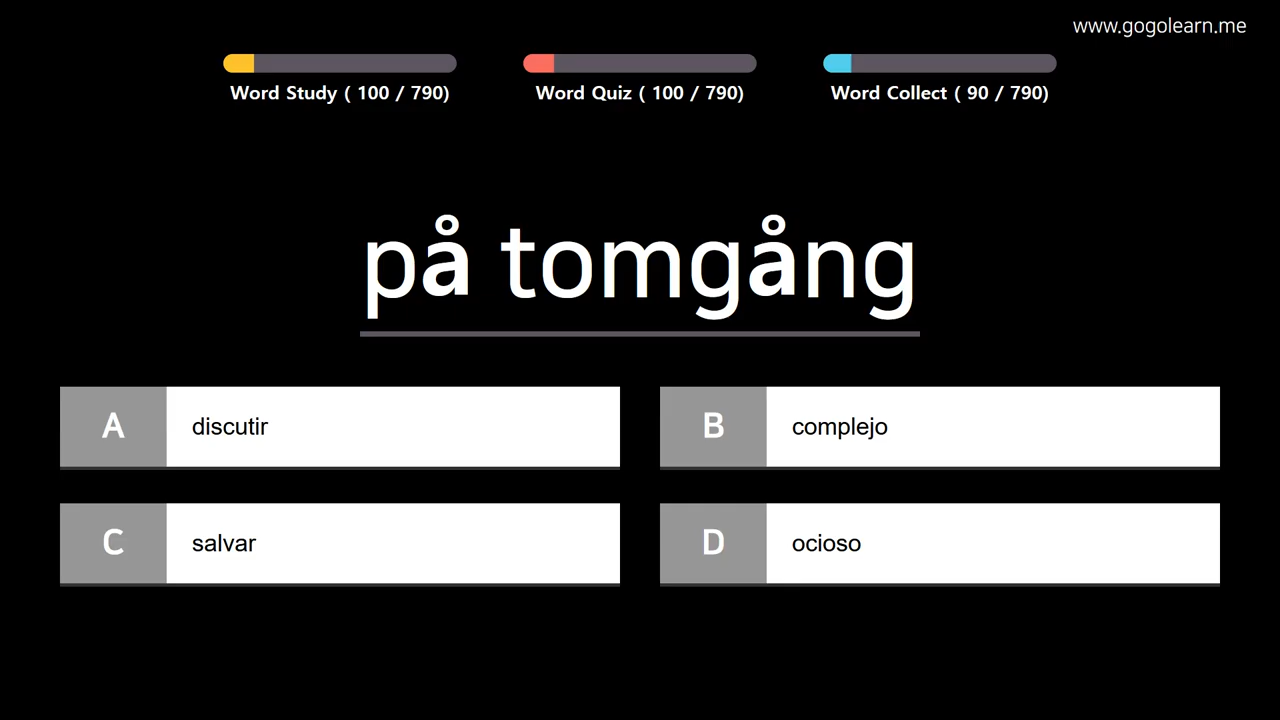 www.gogolearn.me
Word Study ( 100 / 790)
Word Quiz ( 100 / 790)
Word Collect ( 90 / 790)
på tomgång
A discutir
B complejo
C salvar
D ocioso